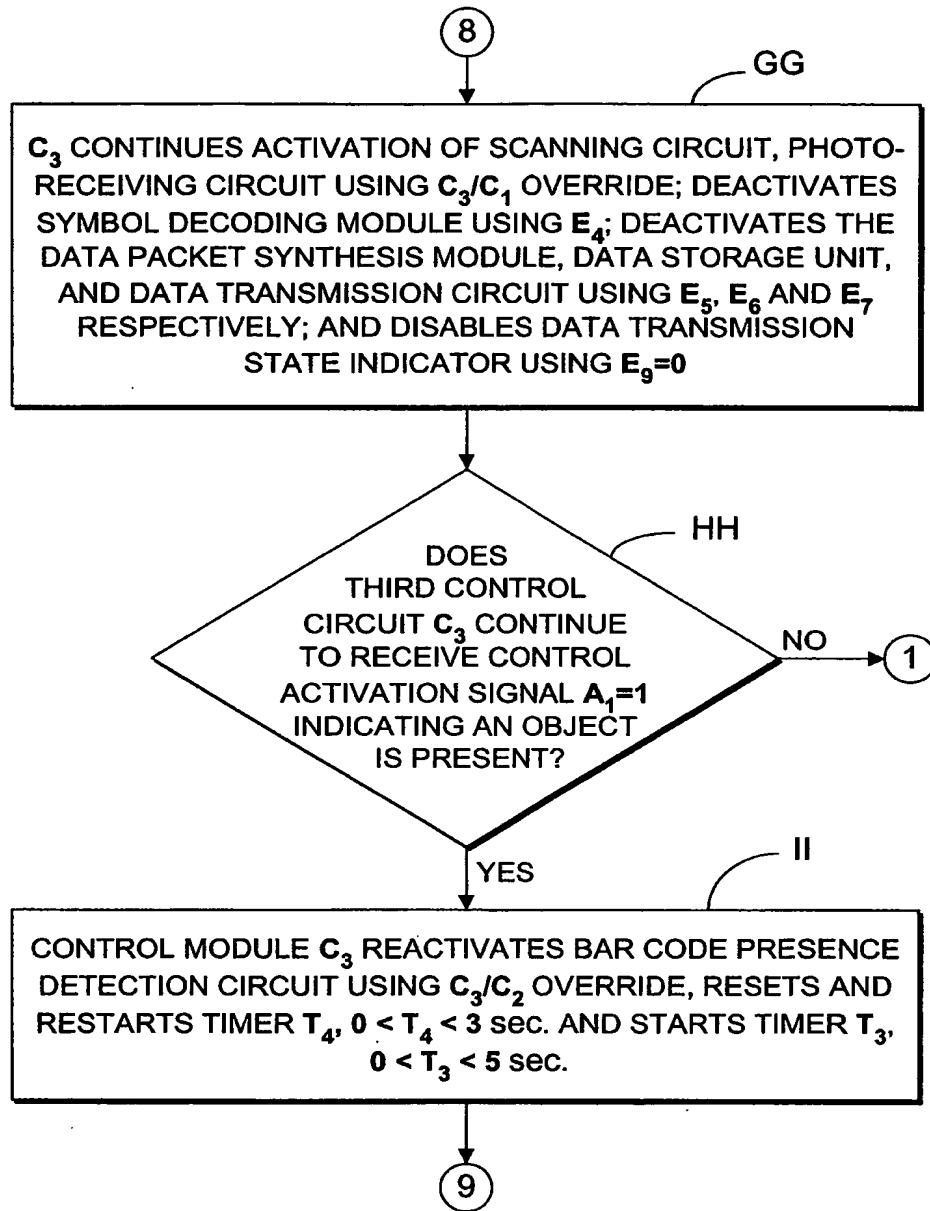 8
GG
C3 CONTINUES ACTIVATION OF SCANNING CIRCUIT, PHOTO-
RECEIVING CIRCUIT USING C3/C1 OVERRIDE; DEACTIVATES
SYMBOL DECODING MODULE USING E4; DEACTIVATES THE
DATA PACKET SYNTHESIS MODULE, DATA STORAGE UNIT,
AND DATA TRANSMISSION CIRCUIT USING E5, E6 AND E7
RESPECTIVELY; AND DISABLES DATA TRANSMISSION
STATE INDICATOR USING E9=0
HH
DOES
THIRD CONTROL
CIRCUIT C3 CONTINUE
TO RECEIVE CONTROL
ACTIVATION SIGNAL A1=1
INDICATING AN OBJECT
IS PRESENT?
NO
1
YES
II
CONTROL MODULE C3 REACTIVATES BAR CODE PRESENCE
DETECTION CIRCUIT USING C3/C2 OVERRIDE, RESETS AND
RESTARTS TIMER T4, 0 < T4 < 3 sec. AND STARTS TIMER T3,
0 < T3 < 5 sec.
9